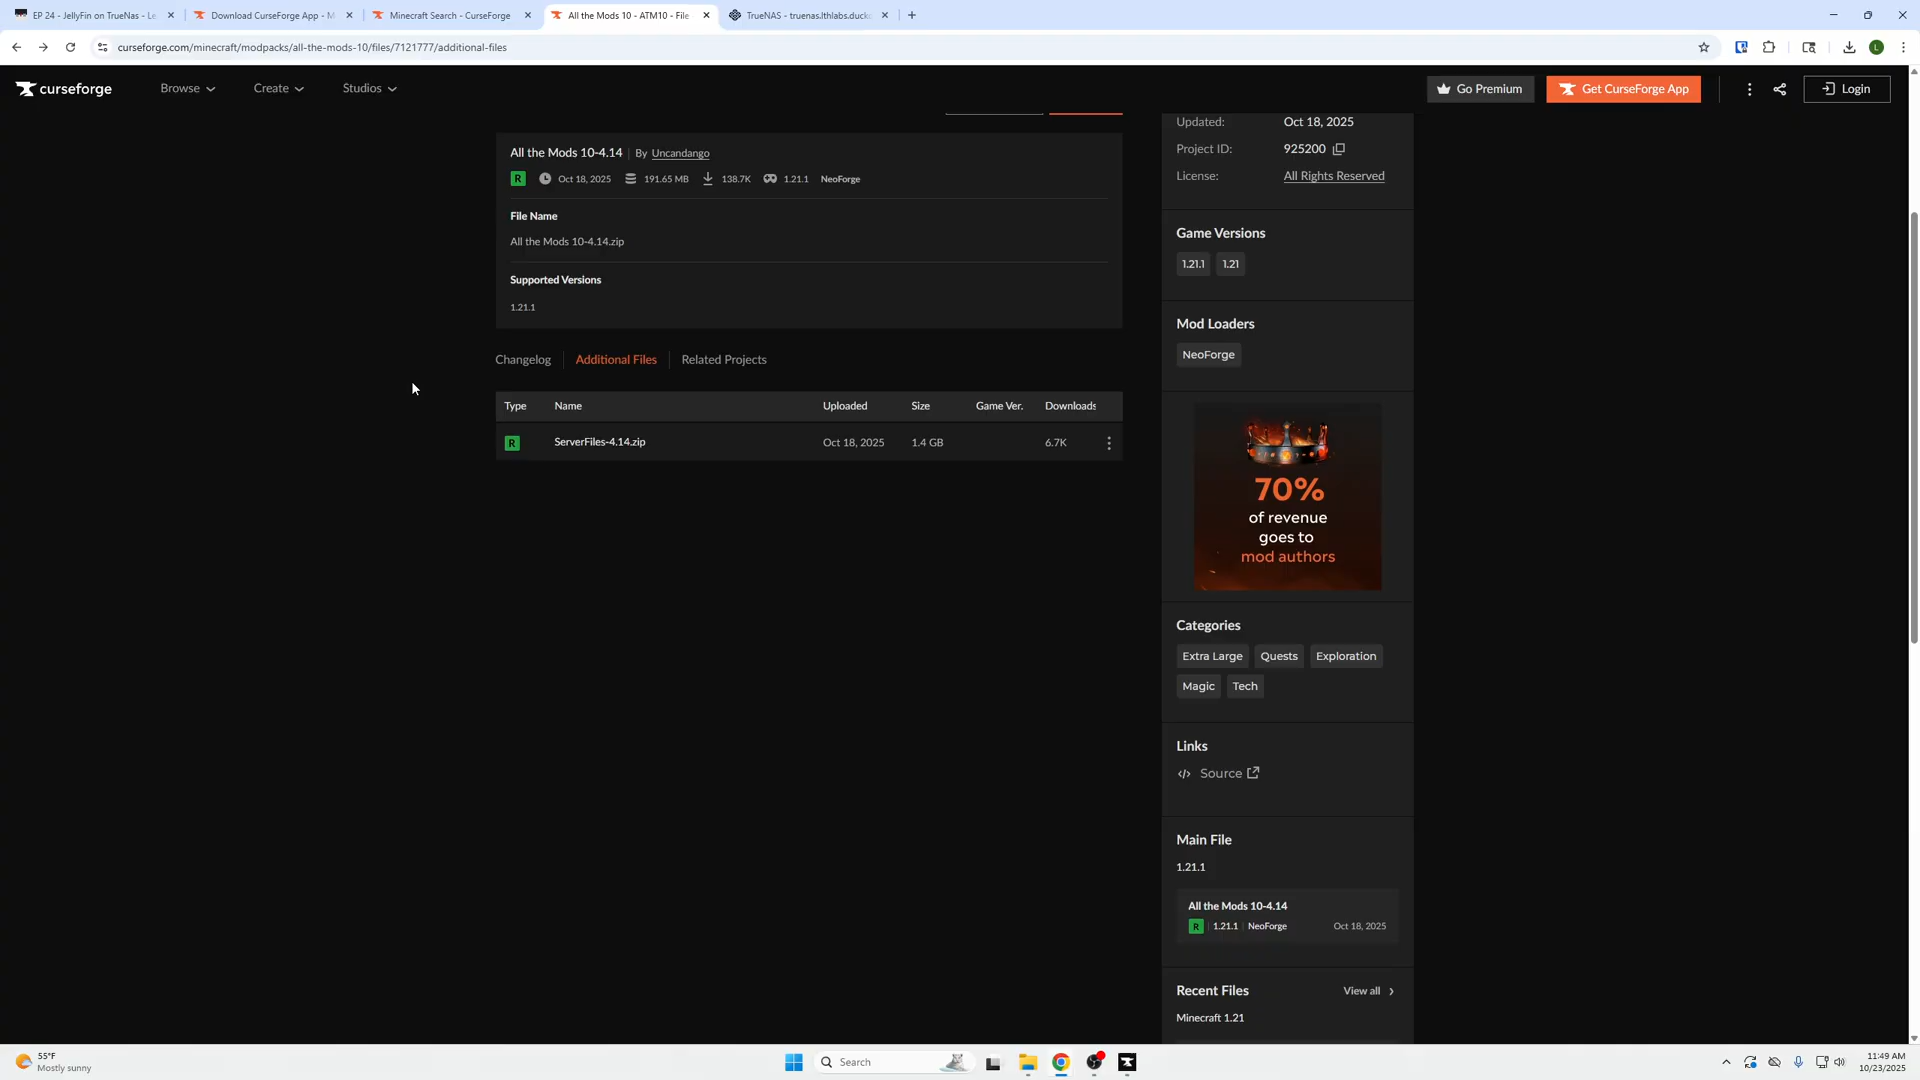 EP 24 - JellyFin on TrueNas - Le
Download CurseForge App - M
Minecraft Search - CurseForge
All the Mods 10 - ATM10 - File
TrueNAS - truenas.lthlabs.duckd
curseforge.com/minecraft/modpacks/all-the-mods-10/files/7121777/additional-files
L
curseforge
Browse
Create
Studios
Go Premium
Get CurseForge App
Login
All the Mods 10-4.14 | By Uncandango
R Oct 18, 2025 191.65 MB 138.7K 1.21.1 NeoForge
File Name
All the Mods 10-4.14.zip
Supported Versions
1.21.1
Changelog
Additional Files
Related Projects
Type Name Uploaded Size Game Ver. Downloads
R ServerFiles-4.14.zip Oct 18, 2025 1.4 GB 6.7K
Updated: Oct 18, 2025
Project ID: 925200
License: All Rights Reserved
Game Versions
1.21.1 1.21
Mod Loaders
NeoForge
70%
of revenue
goes to
mod authors
Categories
Extra Large Quests Exploration
Magic Tech
Links
Source
Main File
1.21.1
All the Mods 10-4.14
R 1.21.1 NeoForge Oct 18, 2025
Recent Files View all
Minecraft 1.21
55°F
Mostly sunny
Search
11:49 AM
10/23/2025